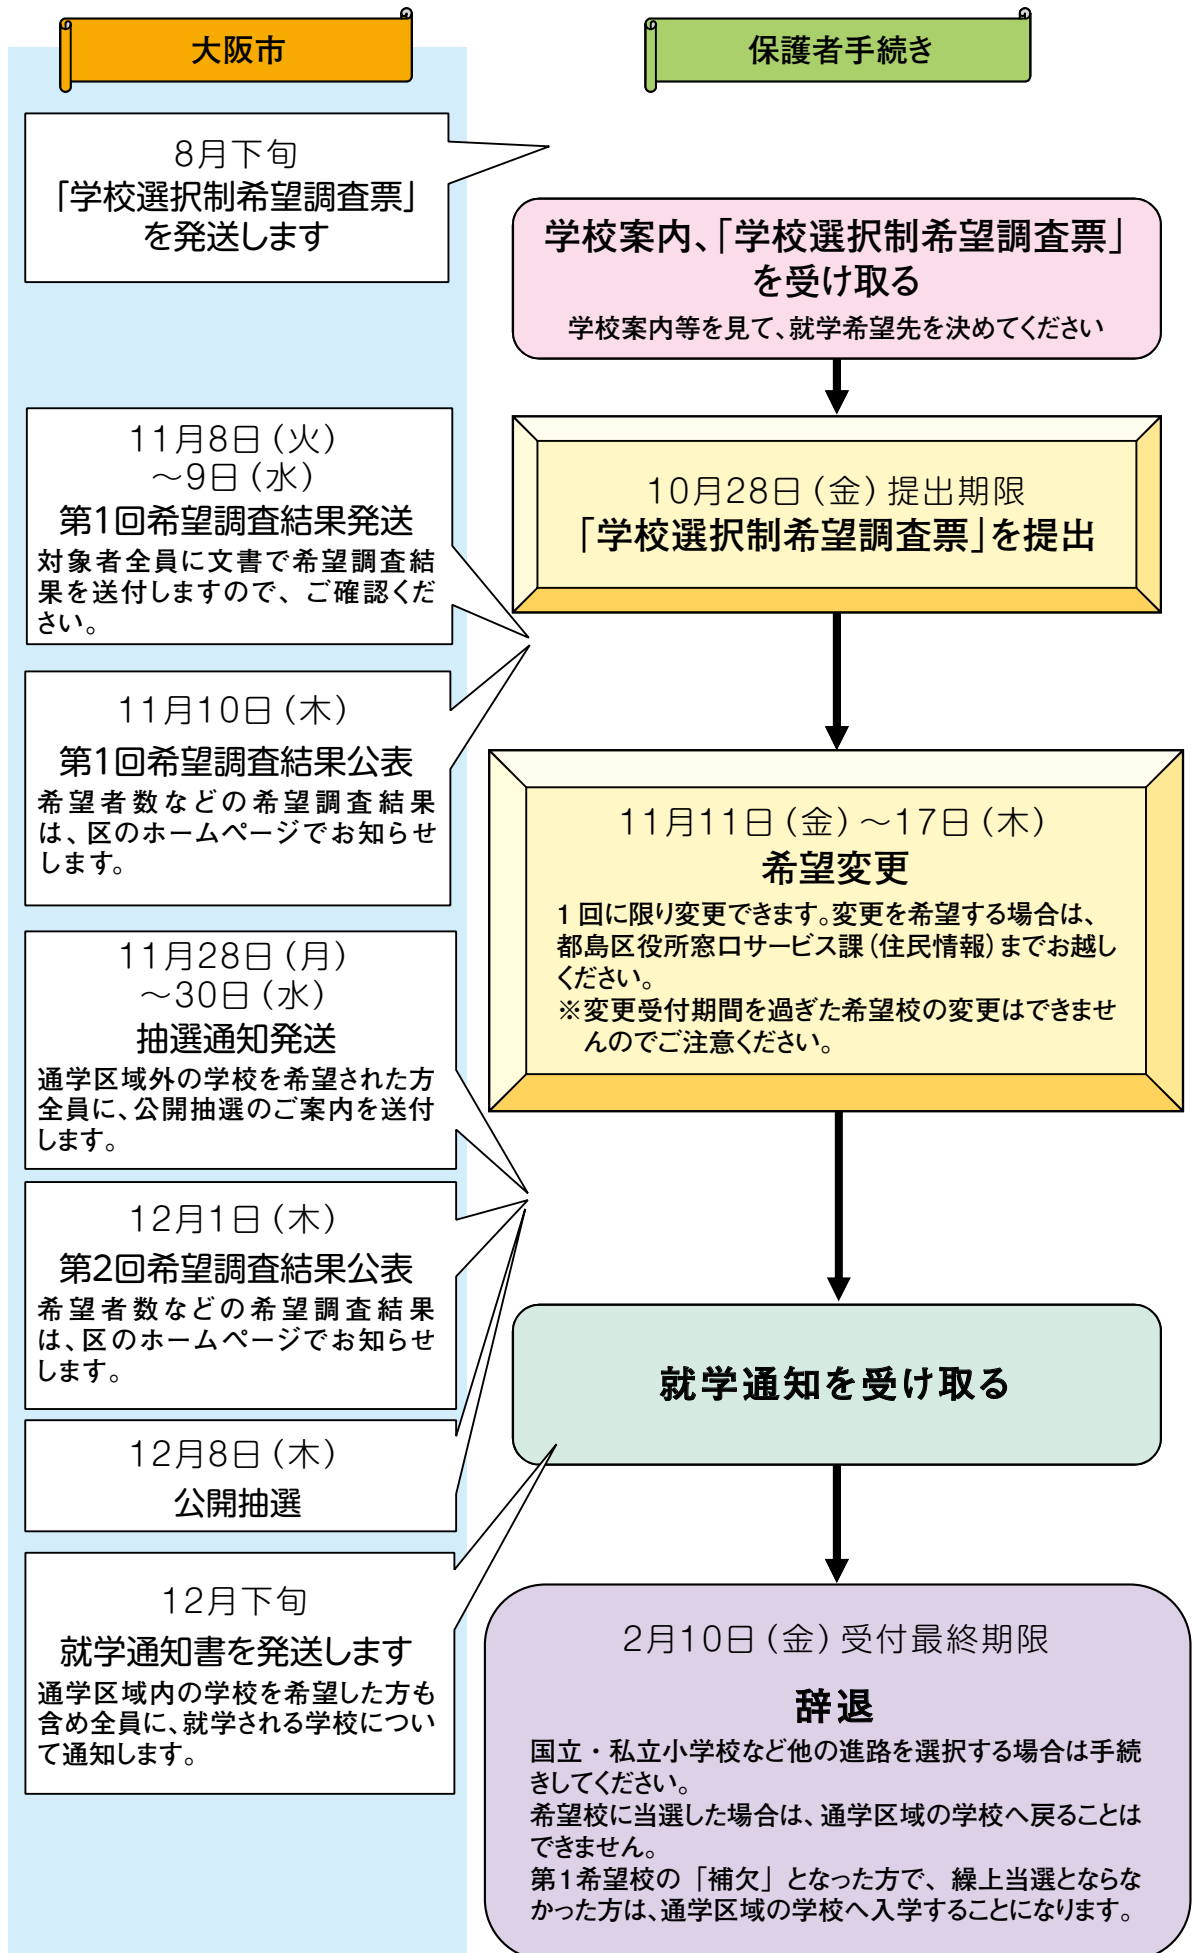 大阪市
保護者手続き
8月下旬
「学校選択制希望調査票」
を発送します
学校案内、「学校選択制希望調査票」
を受け取る
学校案内等を見て、就学希望先を決めてください
11月8日(火)
～9日(水)
第1回希望調査結果発送
対象者全員に文書で希望調査結
果を送付しますので、ご確認くだ
さい。
10月28日(金)提出期限
「学校選択制希望調査票」を提出
11月10日(木)
第1回希望調査結果公表
希望者数などの希望調査結果
は、区のホームページでお知らせ
します。
11月11日(金)～17日(木)
希望変更
1回に限り変更できます。変更を希望する場合は、
都島区役所窓口サービス課(住民情報)までお越し
ください。
※変更受付期間を過ぎた希望校の変更はできませ
んのでご注意ください。
11月28日(月)
～30日(水)
抽選通知発送
通学区域外の学校を希望された方
全員に、公開抽選のご案内を送付
します。
12月1日(木)
第2回希望調査結果公表
希望者数などの希望調査結果
は、区のホームページでお知らせ
します。
12月8日(木)
公開抽選
就学通知を受け取る
12月下旬
就学通知書を発送します
通学区域内の学校を希望した方も
含め全員に、就学される学校につい
て通知します。
2月10日(金)受付最終期限
辞退
国立・私立小学校など他の進路を選択する場合は手続
きしてください。
希望校に当選した場合は、通学区域の学校へ戻ることは
できません。
第1希望校の「補欠」となった方で、繰上当選とならな
かった方は、通学区域の学校へ入学することになります。